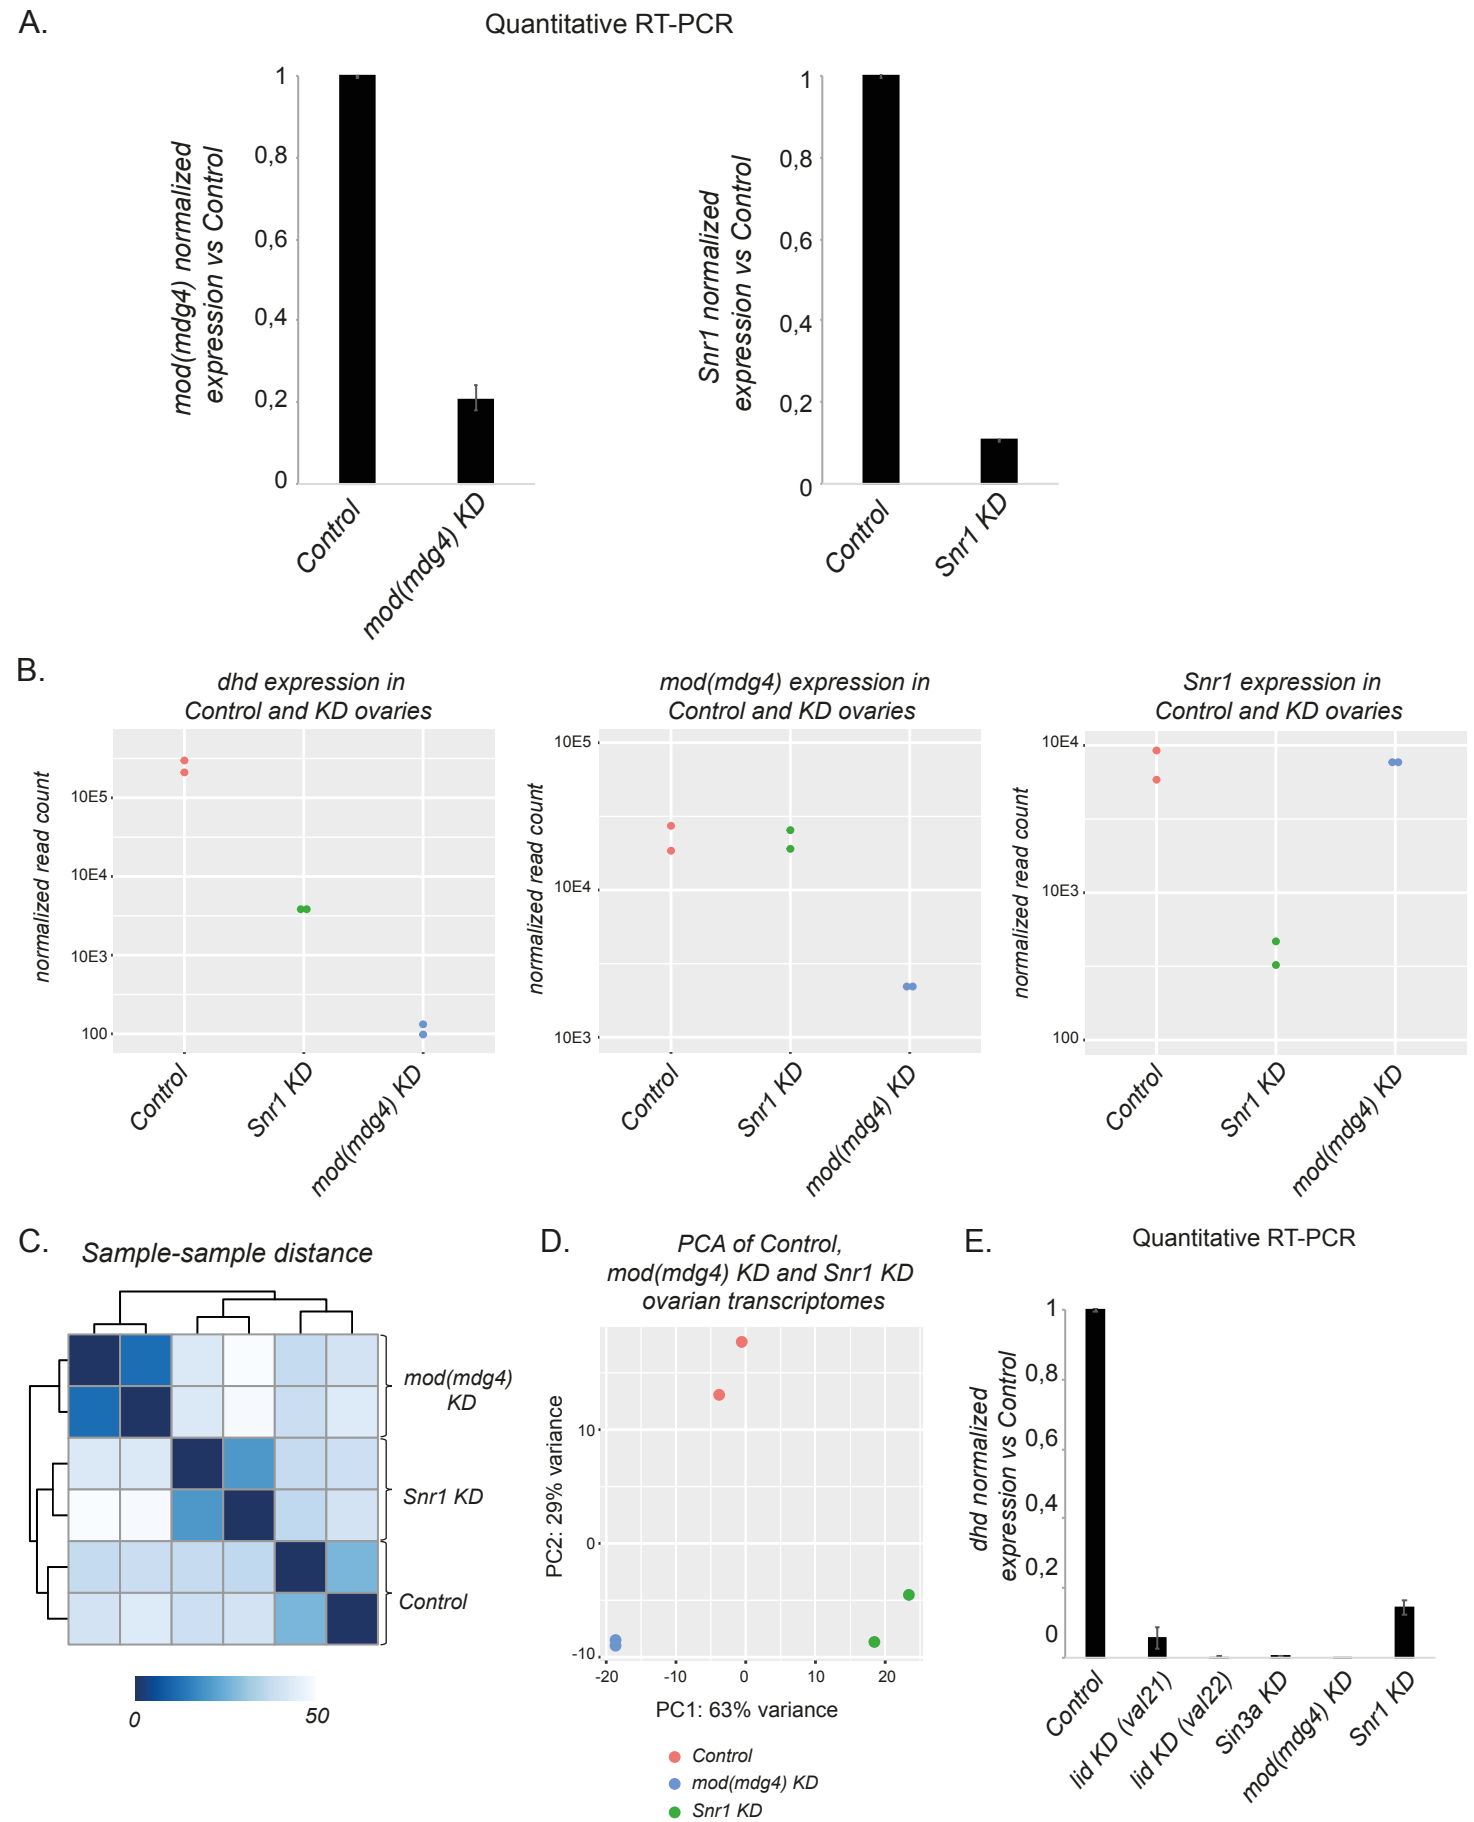 A.
Quantitative RT-PCR
mod(mdg4) normalized
expression vs Control
1
0,8
0,6
0,4
0,2
0
Control
mod(mdg4) KD
Snr1 normalized
expression vs Control
1
0,8
0,6
0,4
0,2
0
Control
Snr1 KD
B.
dhd expression in
Control and KD ovaries
normalized read count
10E5
10E4
10E3
100
Control
Snr1 KD
mod(mdg4) KD
mod(mdg4) expression in
Control and KD ovaries
normalized read count
10E5
10E4
10E3
Control
Snr1 KD
mod(mdg4) KD
Snr1 expression in
Control and KD ovaries
normalized read count
10E4
10E3
100
Control
Snr1 KD
mod(mdg4) KD
C.
Sample-sample distance
mod(mdg4)
KD
Snr1 KD
Control
0
50
D.
PCA of Control,
mod(mdg4) KD and Snr1 KD
ovarian transcriptomes
PC2: 29% variance
10
0
-10
-20
-10
0
10
20
PC1: 63% variance
Control
mod(mdg4) KD
Snr1 KD
E.
Quantitative RT-PCR
dhd normalized
expression vs Control
1
0,8
0,6
0,4
0,2
0
Control
lid KD (val21)
lid KD (val22)
Sin3a KD
mod(mdg4) KD
Snr1 KD